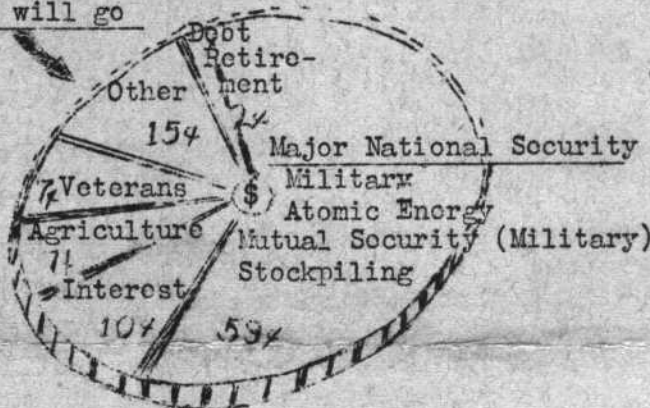 will go
Debt
Retire-
ment
2¢
Other
15¢
Major National Security
$
Military
Atomic Energy
Mutual Security (Military)
Stockpiling
7¢ Veterans
Agriculture
Interest
10¢
59¢